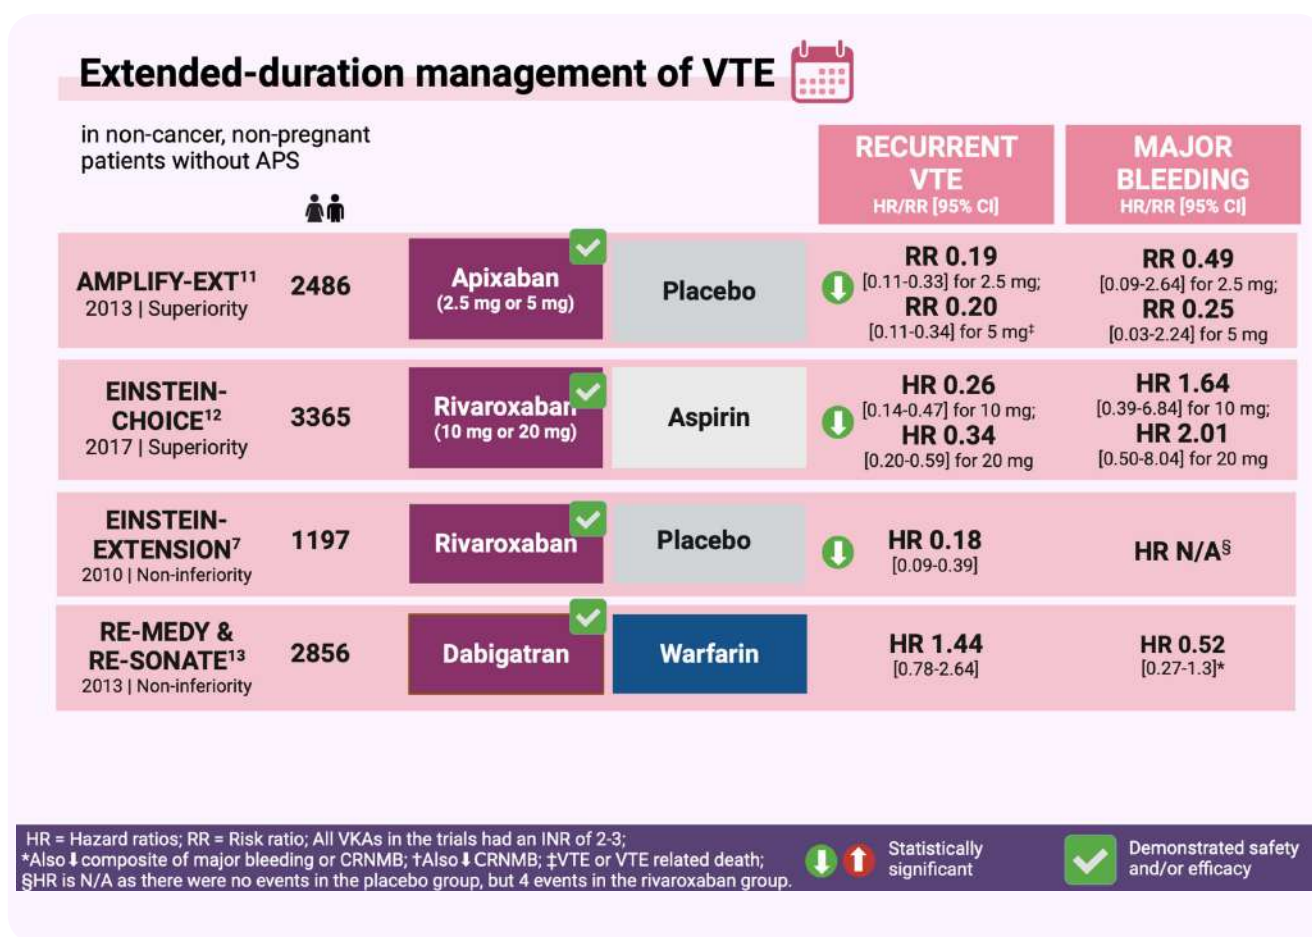 Extended-duration management of VTE
in non-cancer, non-pregnant
patients without APS
RECURRENT
VTE
HR/RR [95% CI]
MAJOR
BLEEDING
HR/RR [95% CI]
AMPLIFY-EXT¹¹
2013 | Superiority
2486
Apixaban
(2.5 mg or 5 mg)
Placebo
RR 0.19
[0.11-0.33] for 2.5 mg;
RR 0.20
[0.11-0.34] for 5 mg‡
RR 0.49
[0.09-2.64] for 2.5 mg;
RR 0.25
[0.03-2.24] for 5 mg
EINSTEIN-
CHOICE¹²
2017 | Superiority
3365
Rivaroxaban
(10 mg or 20 mg)
Aspirin
HR 0.26
[0.14-0.47] for 10 mg;
HR 0.34
[0.20-0.59] for 20 mg
HR 1.64
[0.39-6.84] for 10 mg;
HR 2.01
[0.50-8.04] for 20 mg
EINSTEIN-
EXTENSION⁷
2010 | Non-inferiority
1197
Rivaroxaban
Placebo
HR 0.18
[0.09-0.39]
HR N/A§
RE-MEDY &
RE-SONATE¹³
2013 | Non-inferiority
2856
Dabigatran
Warfarin
HR 1.44
[0.78-2.64]
HR 0.52
[0.27-1.3]*
HR = Hazard ratios; RR = Risk ratio; All VKAs in the trials had an INR of 2-3;
*Also ⬇ composite of major bleeding or CRNMB; †Also ⬇ CRNMB; ‡VTE or VTE related death;
§HR is N/A as there were no events in the placebo group, but 4 events in the rivaroxaban group.
Statistically
significant
Demonstrated safety
and/or efficacy